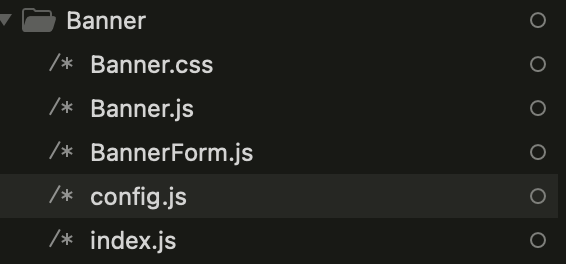 Banner
/* Banner.css
/* Banner.js
/* BannerForm.js
/* config.js
/* index.js